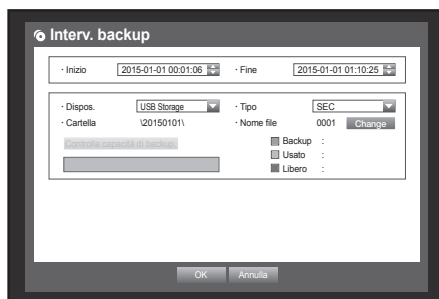 Interv. backup
· Inizio 2015-01-01 00:01:06 · Fine 2015-01-01 01:10:25
· Dispos. USB Storage · Tipo SEC
· Cartella \20150101\ · Nome file 0001 Change
Controlla capacità di backup.
Backup :
Usato :
Libero :
OK Annulla